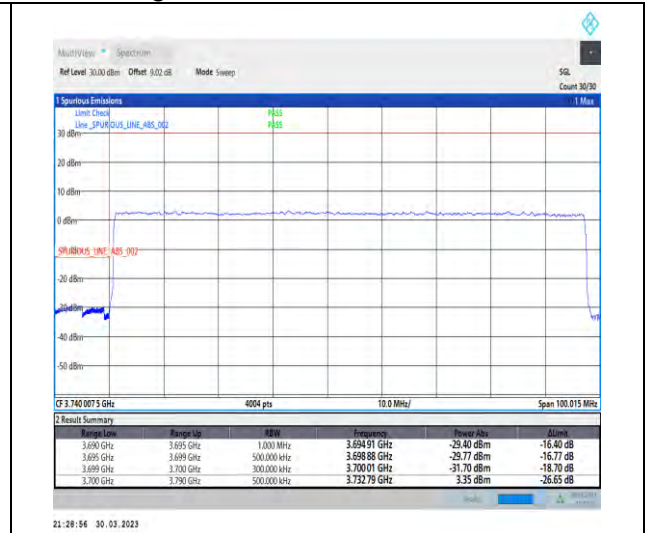 MultiView Spectrum
Ref Level 30.00 dBm Offset 9.02 dB Mode Sweep SGL
Count 30/30
1 Spurious Emissions 1 Max
Limit Check PASS
Line _SPURIOUS_LINE_ABS_002 PASS
30 dBm
20 dBm
10 dBm
0 dBm
_SPURIOUS_LINE_ABS_002
-20 dBm
-30 dBm
-40 dBm
-50 dBm
CF 3.740 007 5 GHz 4004 pts 10.0 MHz/ Span 100.015 MHz
2 Result Summary
Range Low Range Up RBW Frequency Power Abs ΔLimit
3.690 GHz 3.695 GHz 1.000 MHz 3.694 91 GHz -29.40 dBm -16.40 dB
3.695 GHz 3.699 GHz 500.000 kHz 3.698 88 GHz -29.77 dBm -16.77 dB
3.699 GHz 3.700 GHz 300.000 kHz 3.700 01 GHz -31.70 dBm -18.70 dB
3.700 GHz 3.790 GHz 500.000 kHz 3.732 79 GHz 3.35 dBm -26.65 dB
21:28:56 30.03.2023